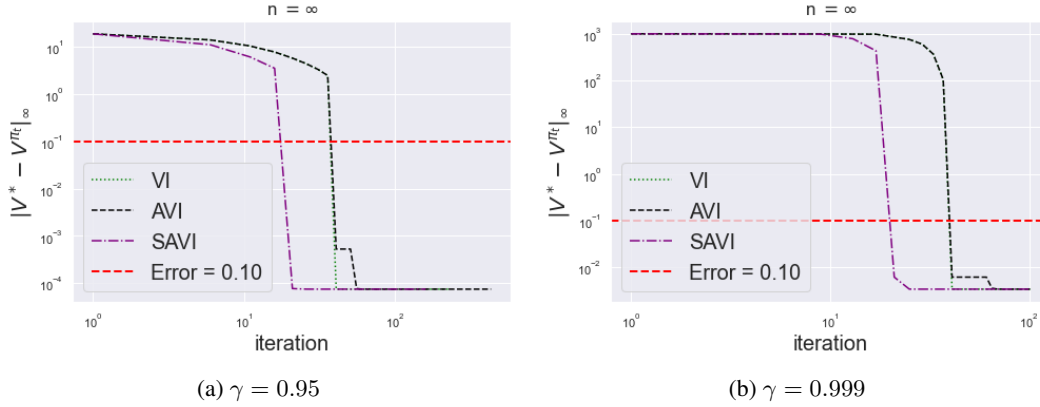 n = ∞
|V* − V^{π_t}|_∞
10^1
10^0
10^{-1}
10^{-2}
10^{-3}
10^{-4}
VI
AVI
SAVI
Error = 0.10
10^0
10^1
10^2
iteration
(a) γ = 0.95
n = ∞
|V* − V^{π_t}|_∞
10^3
10^2
10^1
10^0
10^{-1}
10^{-2}
VI
AVI
SAVI
Error = 0.10
10^0
10^1
10^2
iteration
(b) γ = 0.999